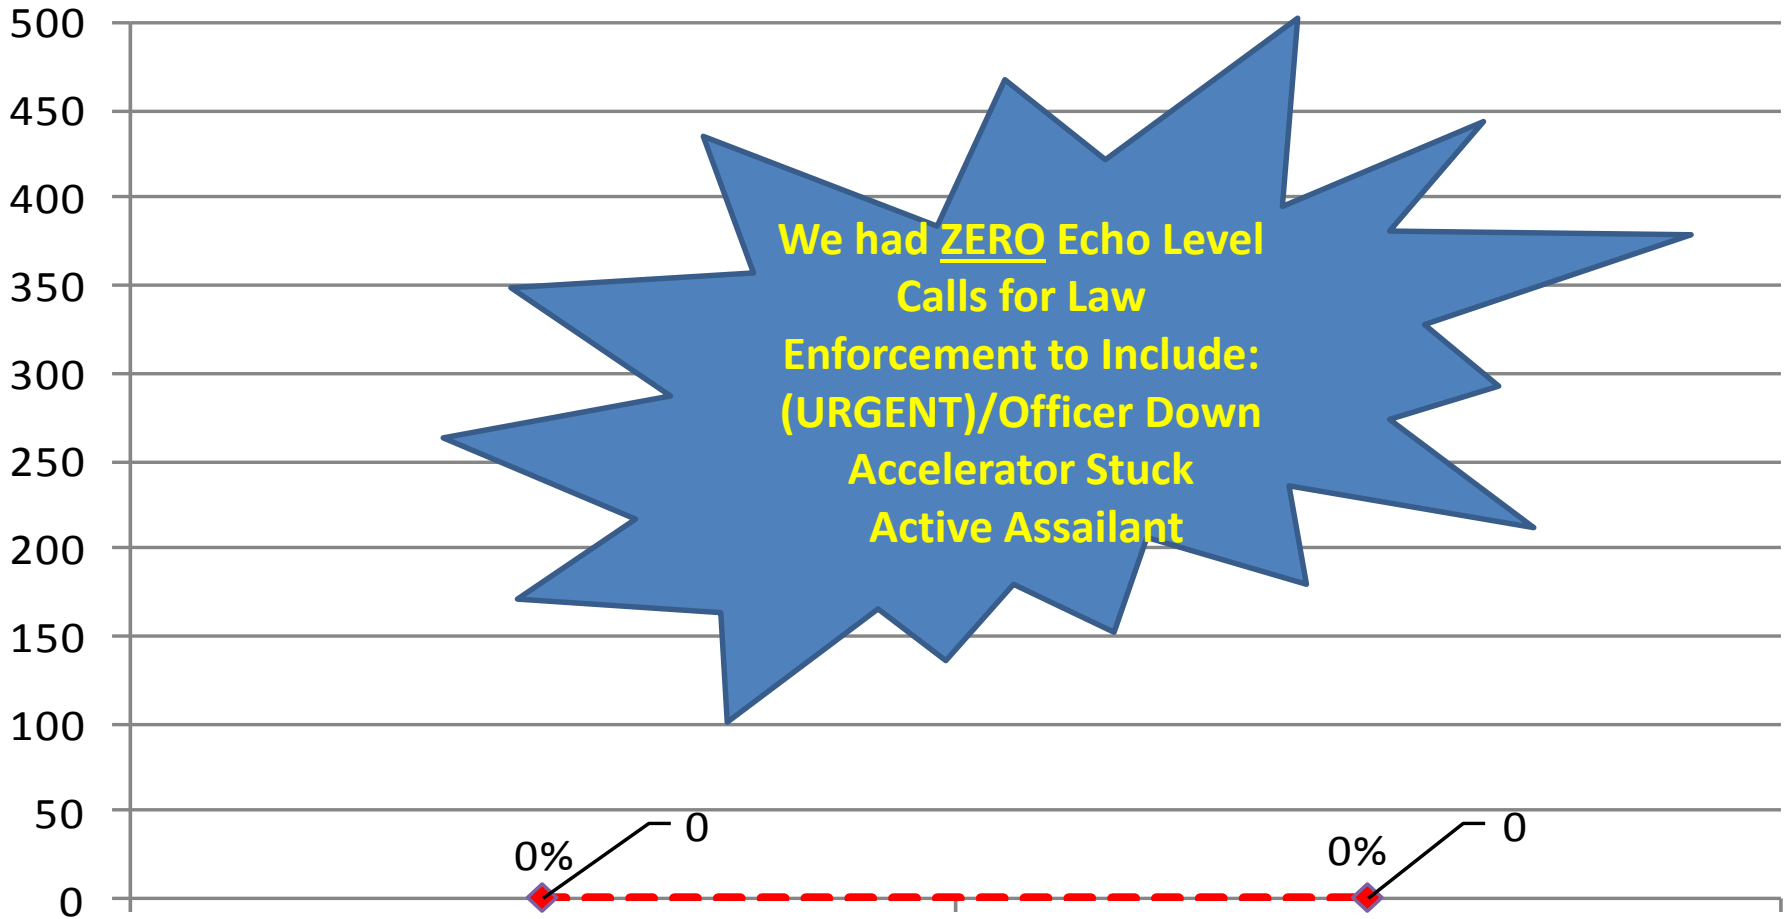 500
450
400
350
300
250
200
150
100
50
0
We had ZERO Echo Level
Calls for Law
Enforcement to Include:
(URGENT)/Officer Down
Accelerator Stuck
Active Assailant
0% 0
0% 0